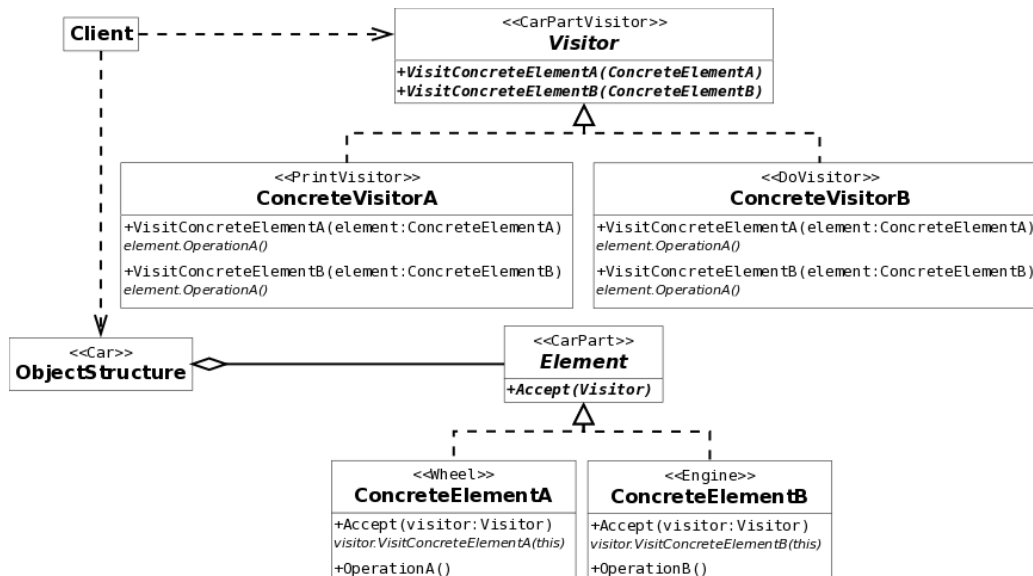 Client
<<CarPartVisitor>>
Visitor
+VisitConcreteElementA(ConcreteElementA)
+VisitConcreteElementB(ConcreteElementB)
<<PrintVisitor>>
ConcreteVisitorA
+VisitConcreteElementA(element:ConcreteElementA)
element.OperationA()
+VisitConcreteElementB(element:ConcreteElementB)
element.OperationA()
<<DoVisitor>>
ConcreteVisitorB
+VisitConcreteElementA(element:ConcreteElementA)
element.OperationA()
+VisitConcreteElementB(element:ConcreteElementB)
element.OperationA()
<<Car>>
ObjectStructure
<<CarPart>>
Element
+Accept(Visitor)
<<Wheel>>
ConcreteElementA
+Accept(visitor:Visitor)
visitor.VisitConcreteElementA(this)
+OperationA()
<<Engine>>
ConcreteElementB
+Accept(visitor:Visitor)
visitor.VisitConcreteElementB(this)
+OperationB()